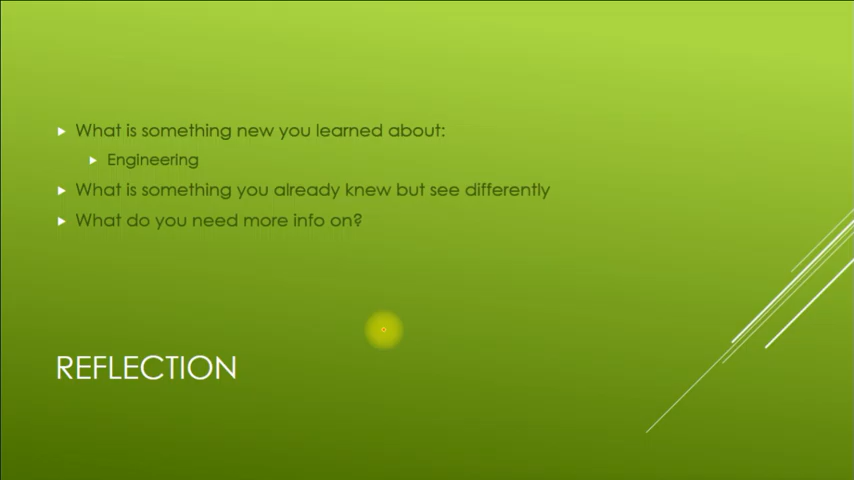 What is something new you learned about:
Engineering
What is something you already knew but see differently
What do you need more info on?
REFLECTION